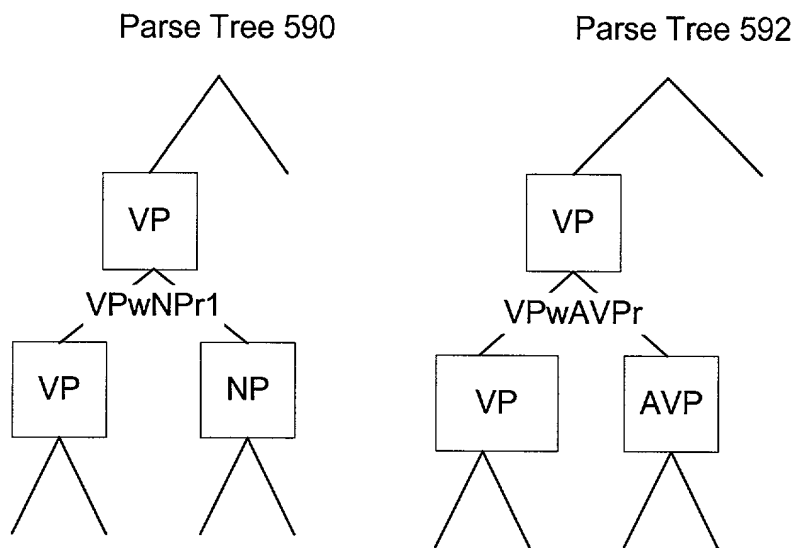 Parse Tree 590
Parse Tree 592
VP
VP
VPwNPr1
VPwAVPr
VP
NP
VP
AVP